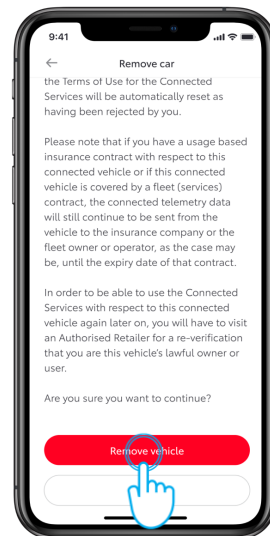 9:41
Remove car
the Terms of Use for the Connected
Services will be automatically reset as
having been rejected by you.
Please note that if you have a usage based
insurance contract with respect to this
connected vehicle or if this connected
vehicle is covered by a fleet (services)
contract, the connected telemetry data
will still continue to be sent from the
vehicle to the insurance company or the
fleet owner or operator, as the case may
be, until the expiry date of that contract.
In order to be able to use the Connected
Services with respect to this connected
vehicle again later on, you will have to visit
an Authorised Retailer for a re-verification
that you are this vehicle's lawful owner or
user.
Are you sure you want to continue?
Remove vehicle